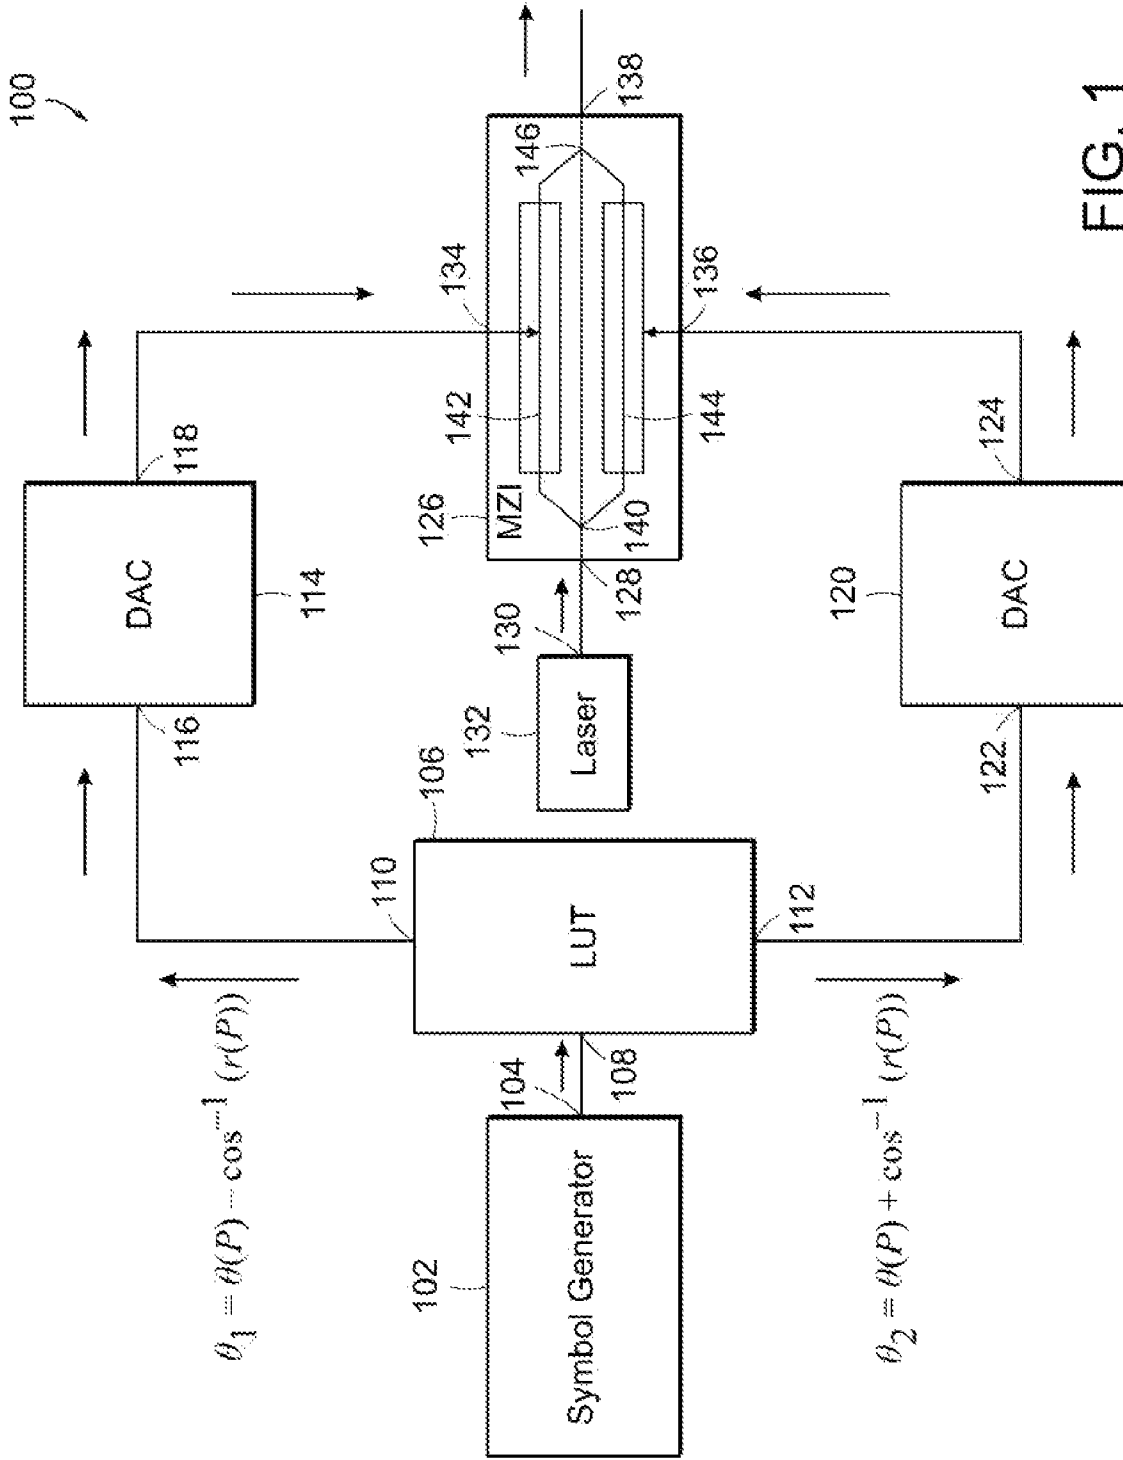 100
θ₁ = θ(P) − cos⁻¹ (r(P))
DAC
114
116
118
134
Symbol Generator
102
104
LUT
106
108
110
112
Laser
132
130
128
MZI
126
140
142
144
146
138
136
θ₂ = θ(P) + cos⁻¹ (r(P))
DAC
120
122
124
FIG. 1